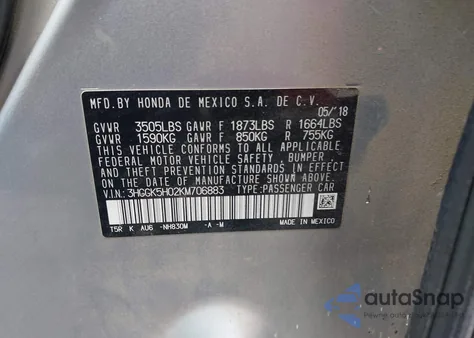 MFD.BY HONDA DE MEXICO S.A. DE C.V.
05/'18
GVWR 3505LBS GAWR F 1873LBS R 1664LBS
GVWR 1590KG GAWR F 850KG R 755KG
THIS VEHICLE CONFORMS TO ALL APPLICABLE
FEDERAL MOTOR VEHICLE SAFETY, BUMPER, AND
THEFT PREVENTION STANDARDS IN EFFECT ON THE
DATE OF MANUFACTURE SHOWN ABOVE.
V.I.N: 3HGGK5H02KM706883 TYPE:PASSENGER CAR
T5R K AUG -NH830M -A -M
MADE IN MEXICO
autoSnap